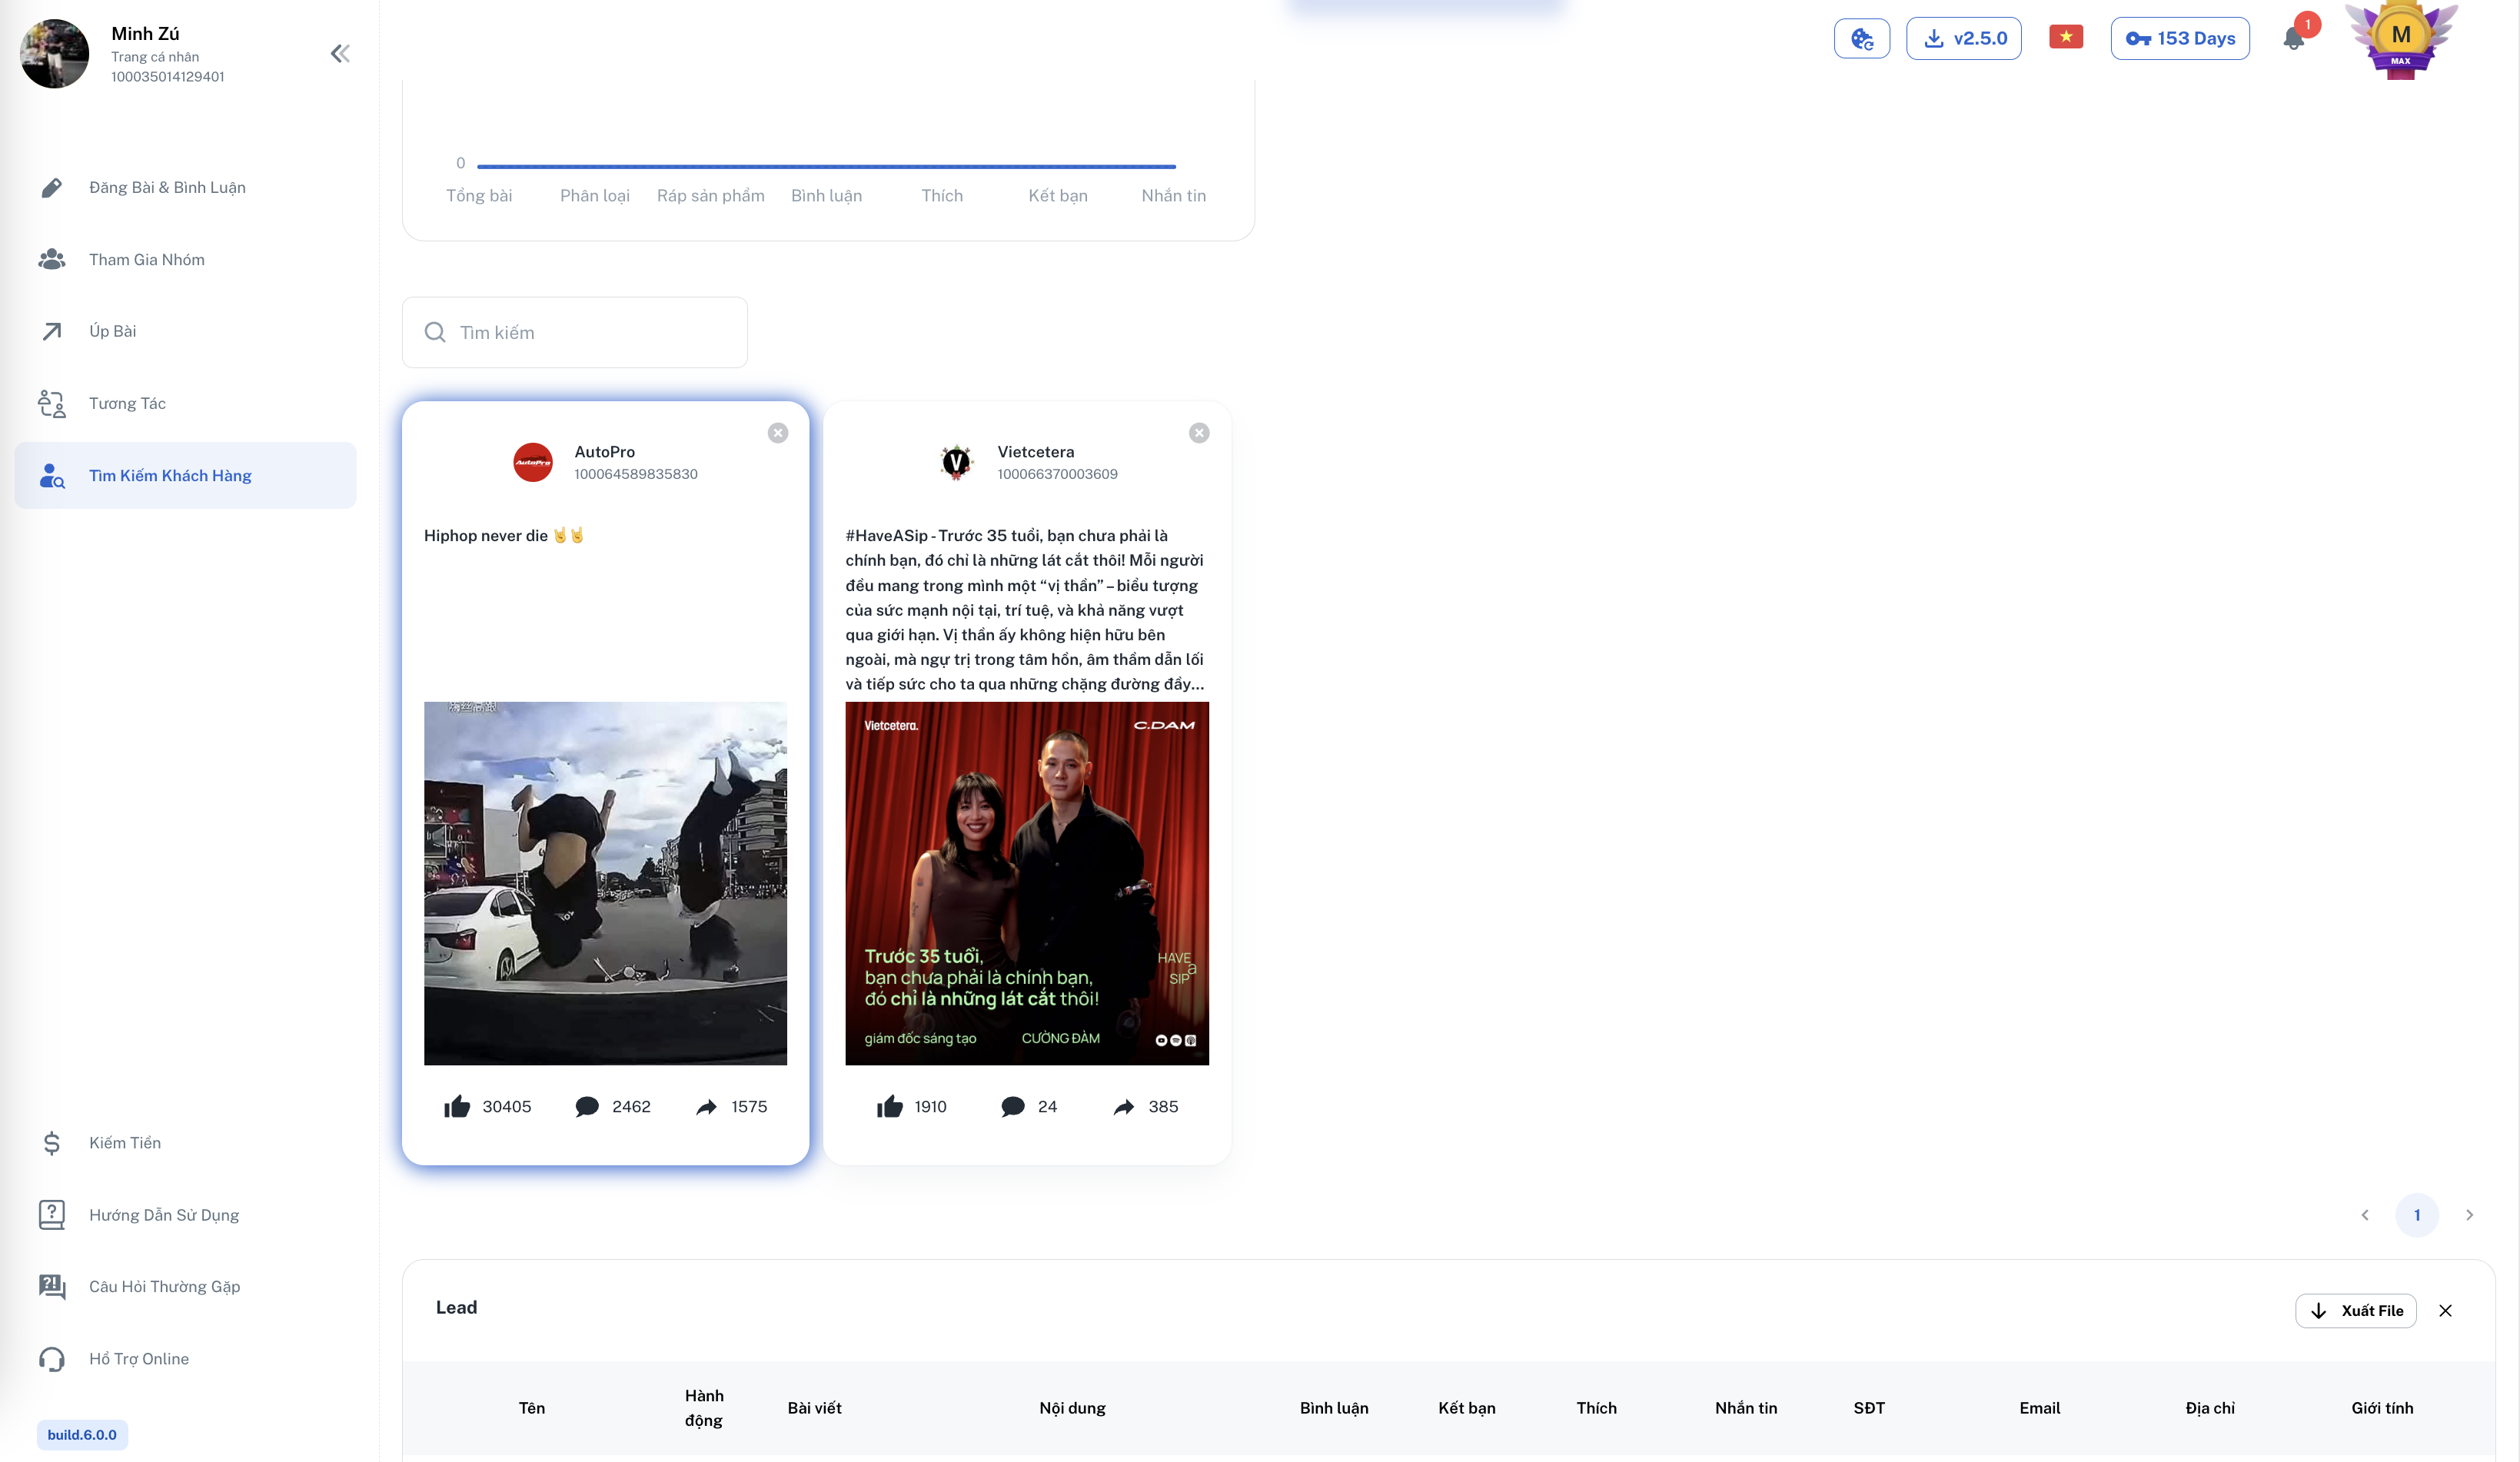 Minh Zú
Trang cá nhân
100035014129401
v2.5.0
153 Days
1
M
MAX
Đăng Bài & Bình Luận
Tham Gia Nhóm
Úp Bài
Tương Tác
Tìm Kiếm Khách Hàng
Kiếm Tiền
Hướng Dẫn Sử Dụng
Câu Hỏi Thường Gặp
Hỗ Trợ Online
build.6.0.0
0
Tổng bài Phân loại Ráp sản phẩm Bình luận Thích Kết bạn Nhắn tin
Tìm kiếm
AutoPro
AutoPro
100064589835830
Hiphop never die 🤘🤘
30405 2462 1575
V
Vietcetera
100066370003609
#HaveASip - Trước 35 tuổi, bạn chưa phải là
chính bạn, đó chỉ là những lát cắt thôi! Mỗi người
đều mang trong mình một “vị thần” – biểu tượng
của sức mạnh nội tại, trí tuệ, và khả năng vượt
qua giới hạn. Vị thần ấy không hiện hữu bên
ngoài, mà ngự trị trong tâm hồn, âm thầm dẫn lối
và tiếp sức cho ta qua những chặng đường đầy...
Vietcetera. C.DAM
Trước 35 tuổi,
bạn chưa phải là chính bạn,
đó chỉ là những lát cắt thôi!
HAVE
a
SIP
giám đốc sáng tạo CƯỜNG ĐÀM
1910 24 385
1
Lead
Xuất File
Tên Hành động Bài viết Nội dung Bình luận Kết bạn Thích Nhắn tin SĐT Email Địa chỉ Giới tính